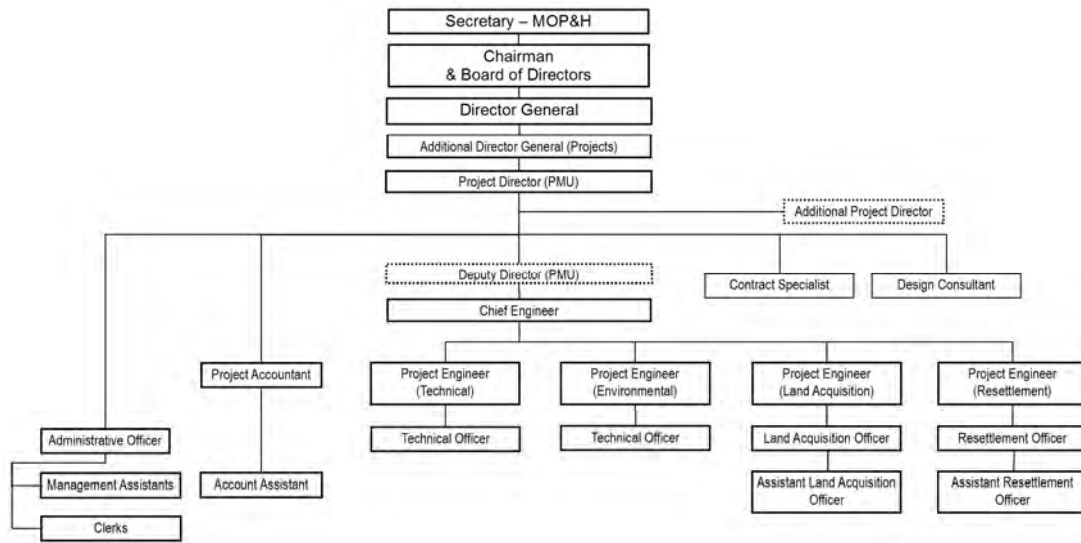 Secretary – MOP&H
Chairman
& Board of Directors
Director General
Additional Director General (Projects)
Project Director (PMU)
Additional Project Director
Deputy Director (PMU)
Contract Specialist
Design Consultant
Chief Engineer
Project Accountant
Project Engineer
(Technical)
Project Engineer
(Environmental)
Project Engineer
(Land Acquisition)
Project Engineer
(Resettlement)
Administrative Officer
Technical Officer
Technical Officer
Land Acquisition Officer
Resettlement Officer
Management Assistants
Account Assistant
Assistant Land Acquisition
Officer
Assistant Resettlement
Officer
Clerks